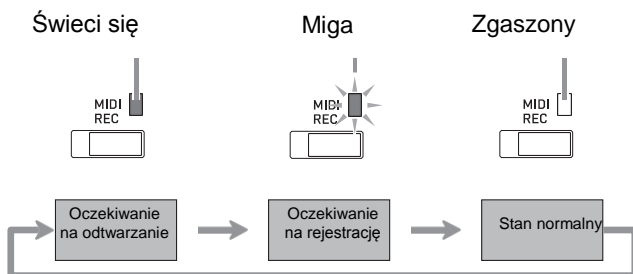 Świeci się
Miga
Zgaszony
MIDI
REC
MIDI
REC
MIDI
REC
Oczekiwanie
na odtwarzanie
Oczekiwanie
na rejestrację
Stan normalny